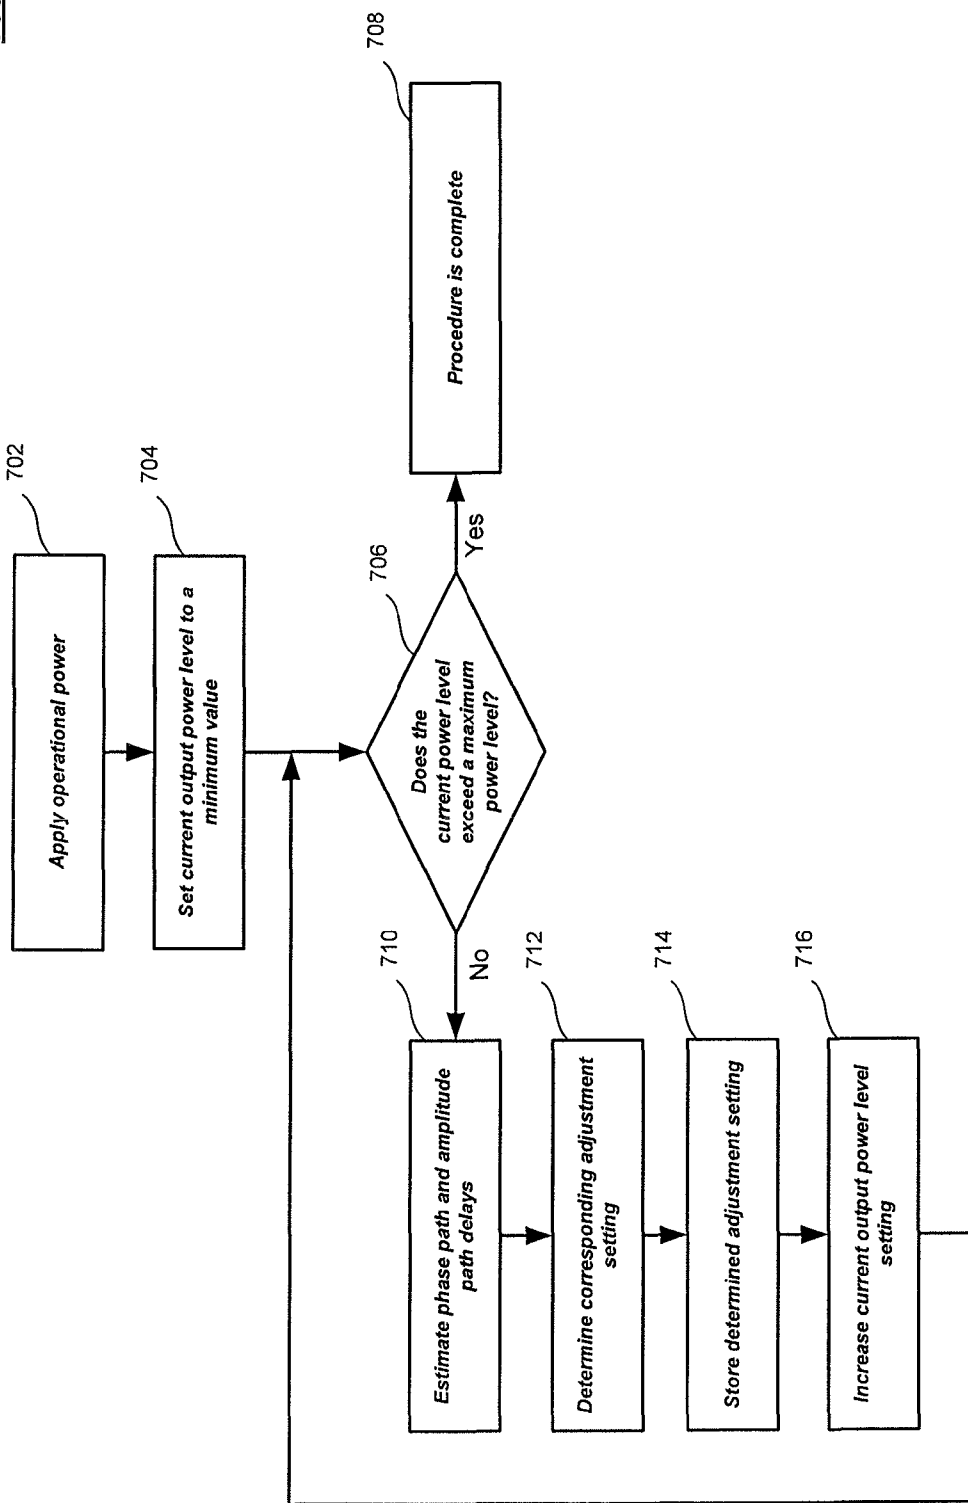 702
Apply operational power
704
Set current output power level to a
minimum value
706
Does the
current power level
exceed a maximum
power level?
Yes
708
Procedure is complete
No
710
Estimate phase path and amplitude
path delays
712
Determine corresponding adjustment
setting
714
Store determined adjustment setting
716
Increase current output power level
setting